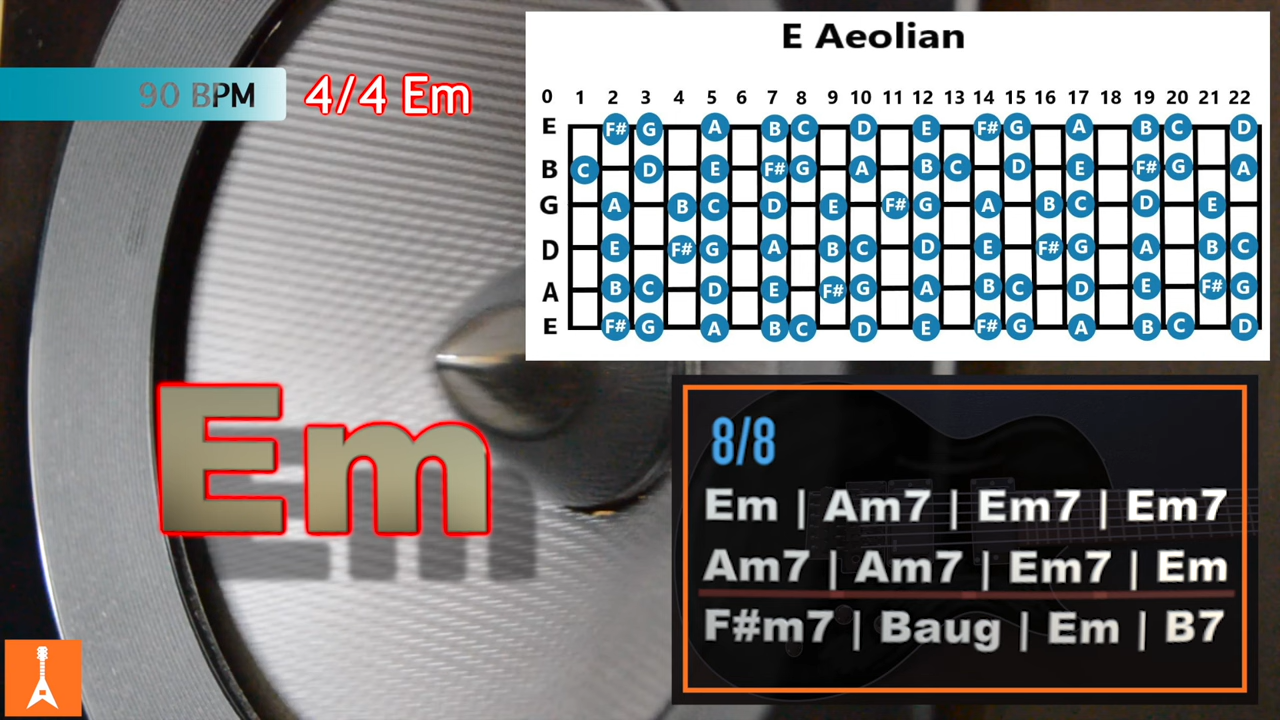 90 BPM
4/4 Em
E Aeolian
0 1 2 3 4 5 6 7 8 9 10 11 12 13 14 15 16 17 18 19 20 21 22
E F# G A B C D E F# G A B C D
B C D E F# G A B C D E F# G A
G A B C D E F# G A B C D E
D E F# G A B C D E F# G A B C
A B C D E F# G A B C D E F# G
E F# G A B C D E F# G A B C D
Em
8/8
Em | Am7 | Em7 | Em7
Am7 | Am7 | Em7 | Em
F#m7 | Baug | Em | B7